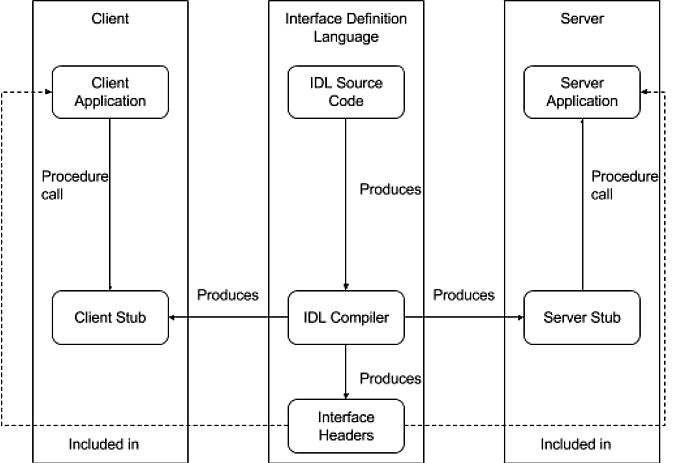 Client
Interface Definition
Language
Server
Client
Application
IDL Source
Code
Server
Application
Procedure
call
Produces
Procedure
call
Produces
Produces
Client Stub
IDL Compiler
Server Stub
Produces
Interface
Headers
Included in
Included in